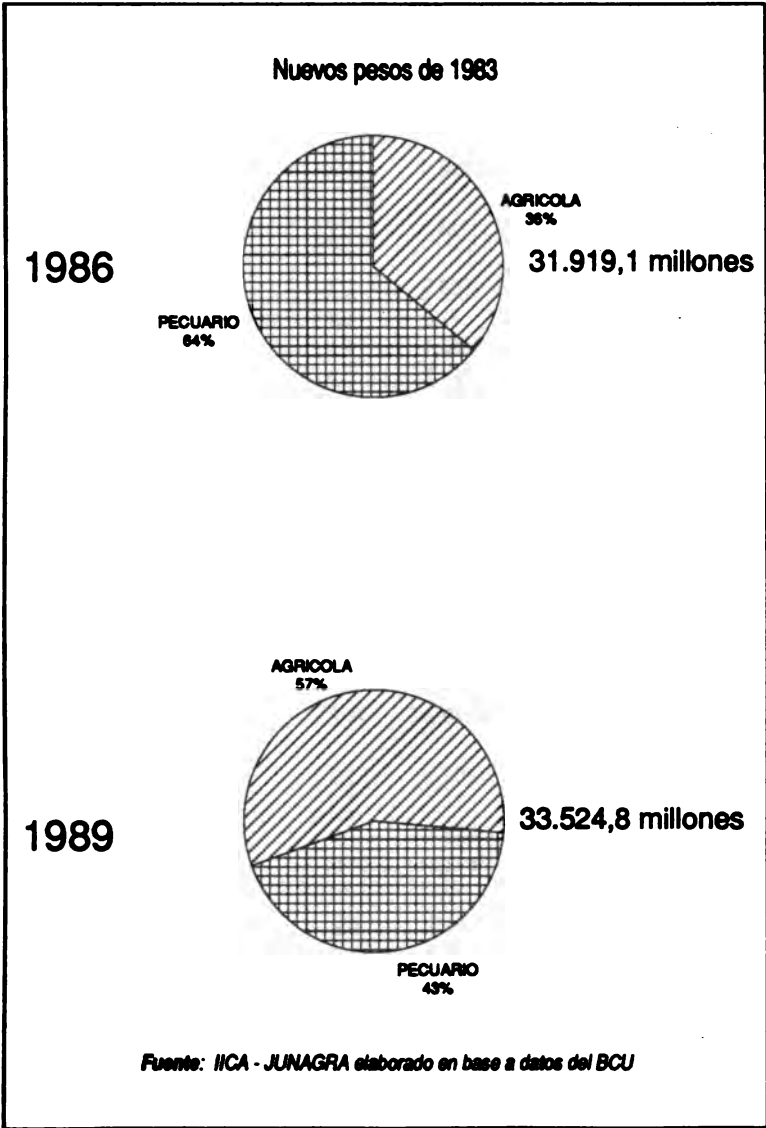 Nuevos pesos de 1983
AGRICOLA
36%
1986
31.919,1 millones
PECUARIO
64%
AGRICOLA
57%
1989
33.524,8 millones
PECUARIO
43%
Fuente: IICA - JUNAGRA elaborado en base a datos del BCU